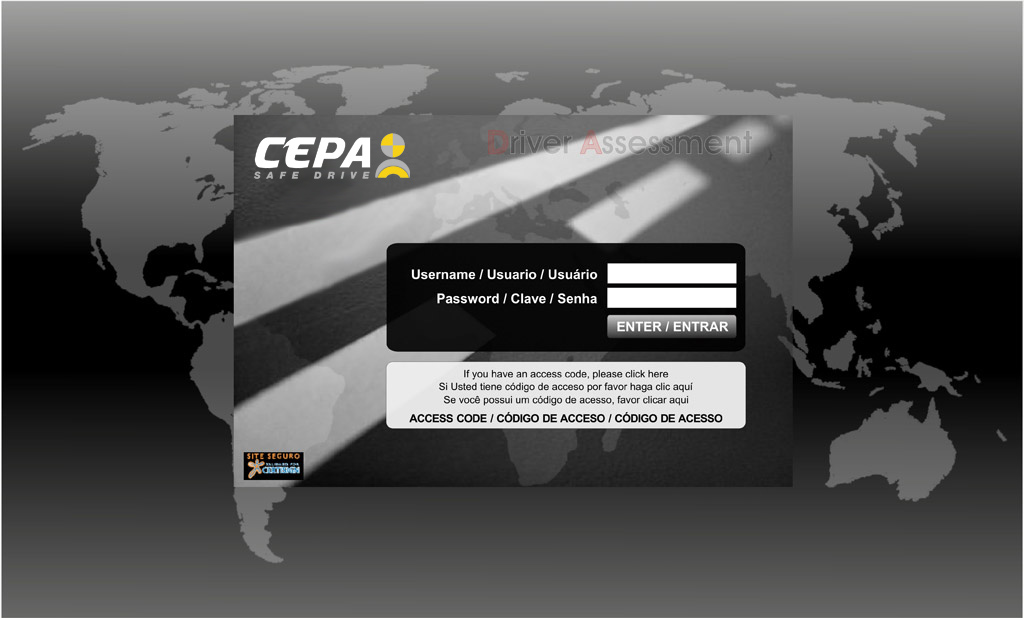 CEPA
SAFE DRIVE
Driver Assessment
Username / Usuario / Usuário
Password / Clave / Senha
ENTER / ENTRAR
If you have an access code, please click here
Si Usted tiene código de acceso por favor haga clic aquí
Se você possui um código de acesso, favor clicar aqui
ACCESS CODE / CÓDIGO DE ACCESO / CÓDIGO DE ACESSO
SITE SEGURO